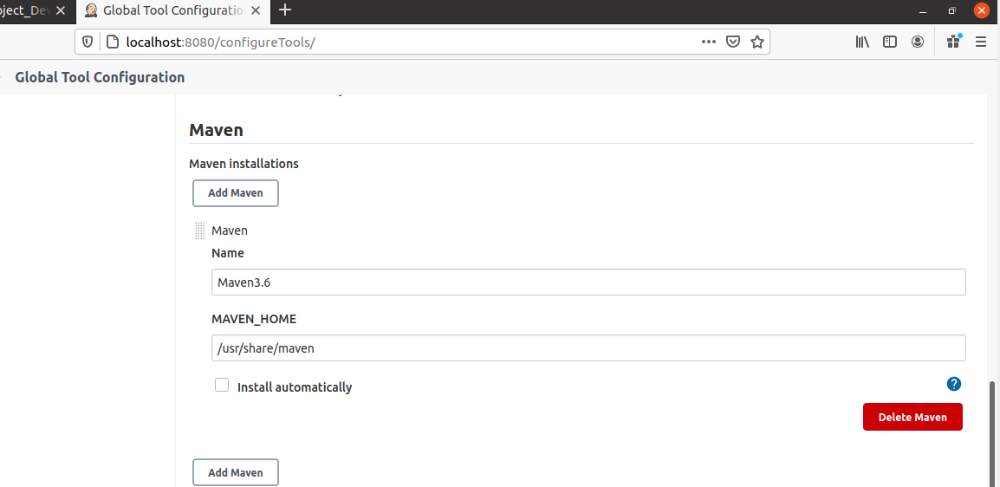 oject_Dev
Global Tool Configuration
localhost:8080/configureTools/
Global Tool Configuration
Maven
Maven installations
Add Maven
Maven
Name
Maven3.6
MAVEN_HOME
/usr/share/maven
Install automatically
?
Delete Maven
Add Maven